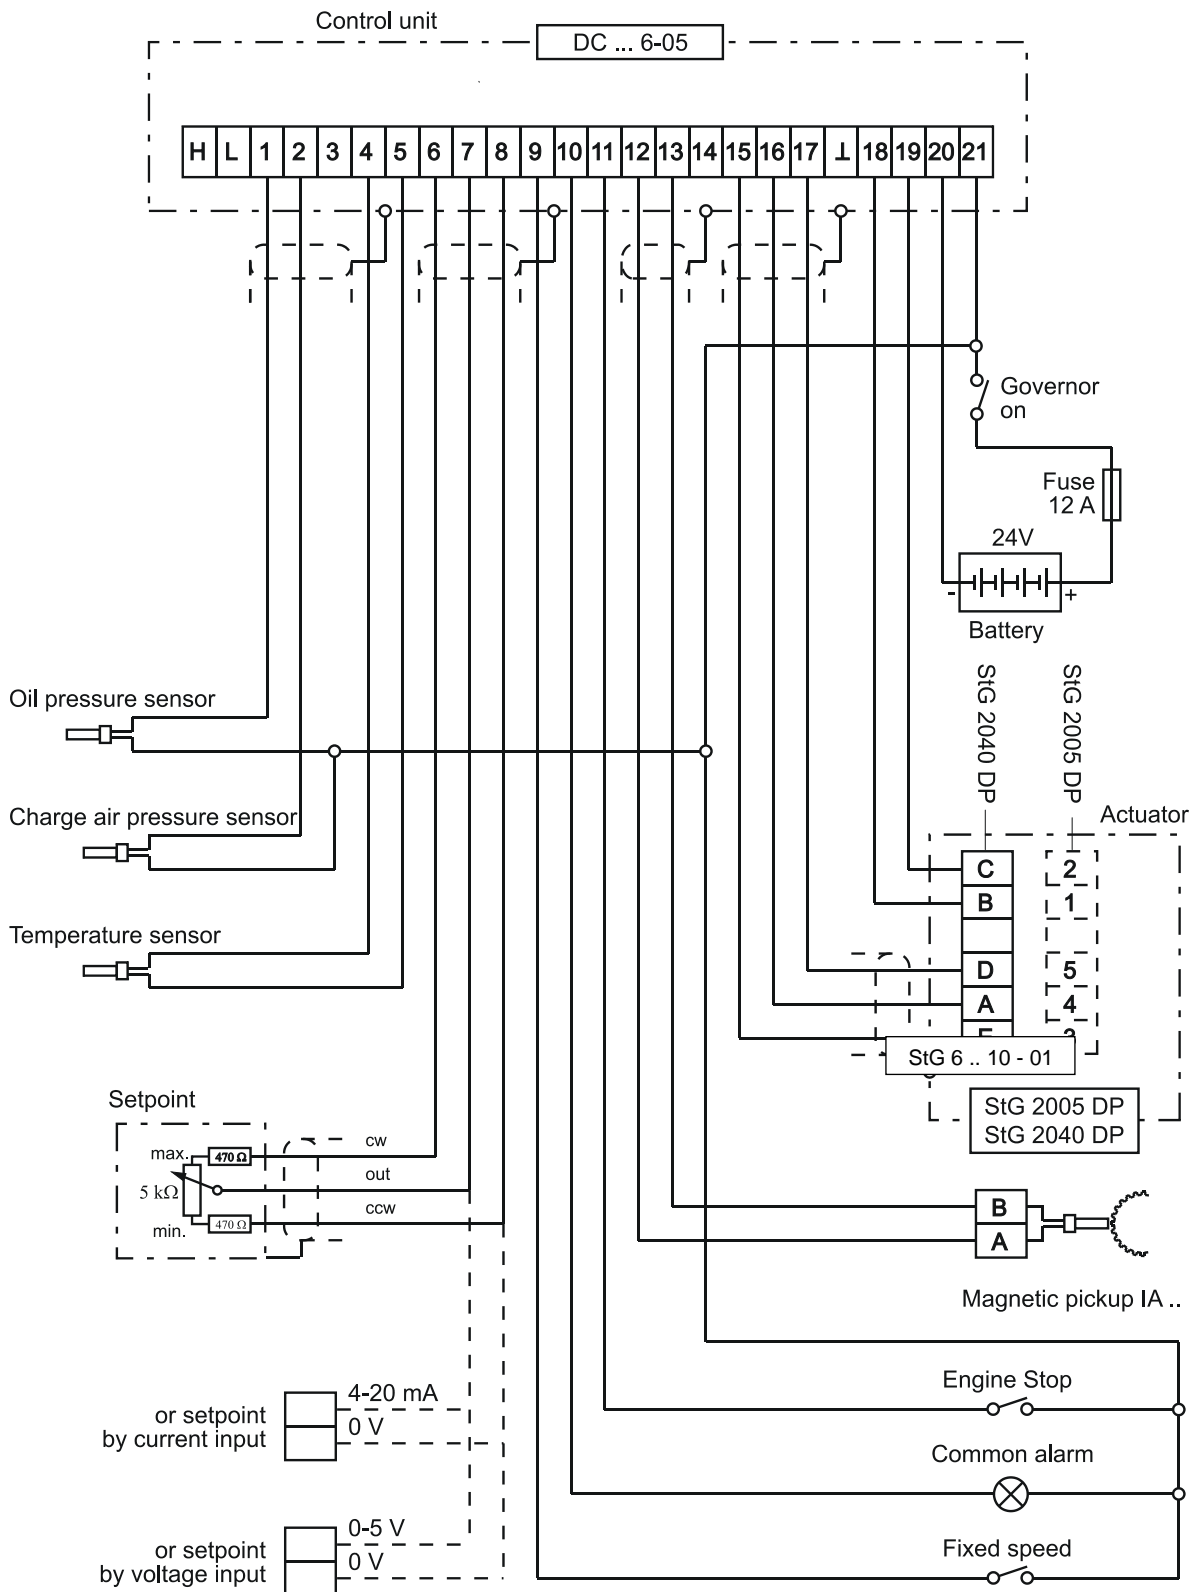 Control unit
DC ... 6-05
H L 1 2 3 4 5 6 7 8 9 10 11 12 13 14 15 16 17 ⊥ 18 19 20 21
Governor
on
Fuse
12 A
24V
- +
Battery
StG 2040 DP
StG 2005 DP
Oil pressure sensor
Charge air pressure sensor
Actuator
C 2
B 1
Temperature sensor
D 5
A 4
StG 6 .. 10 - 01
StG 2005 DP
StG 2040 DP
Setpoint
max. 470 Ω cw
5 kΩ out
min. 470 Ω ccw
B
A
Magnetic pickup IA ..
Engine Stop
or setpoint
by current input
4-20 mA
0 V
Common alarm
or setpoint
by voltage input
0-5 V
0 V
Fixed speed